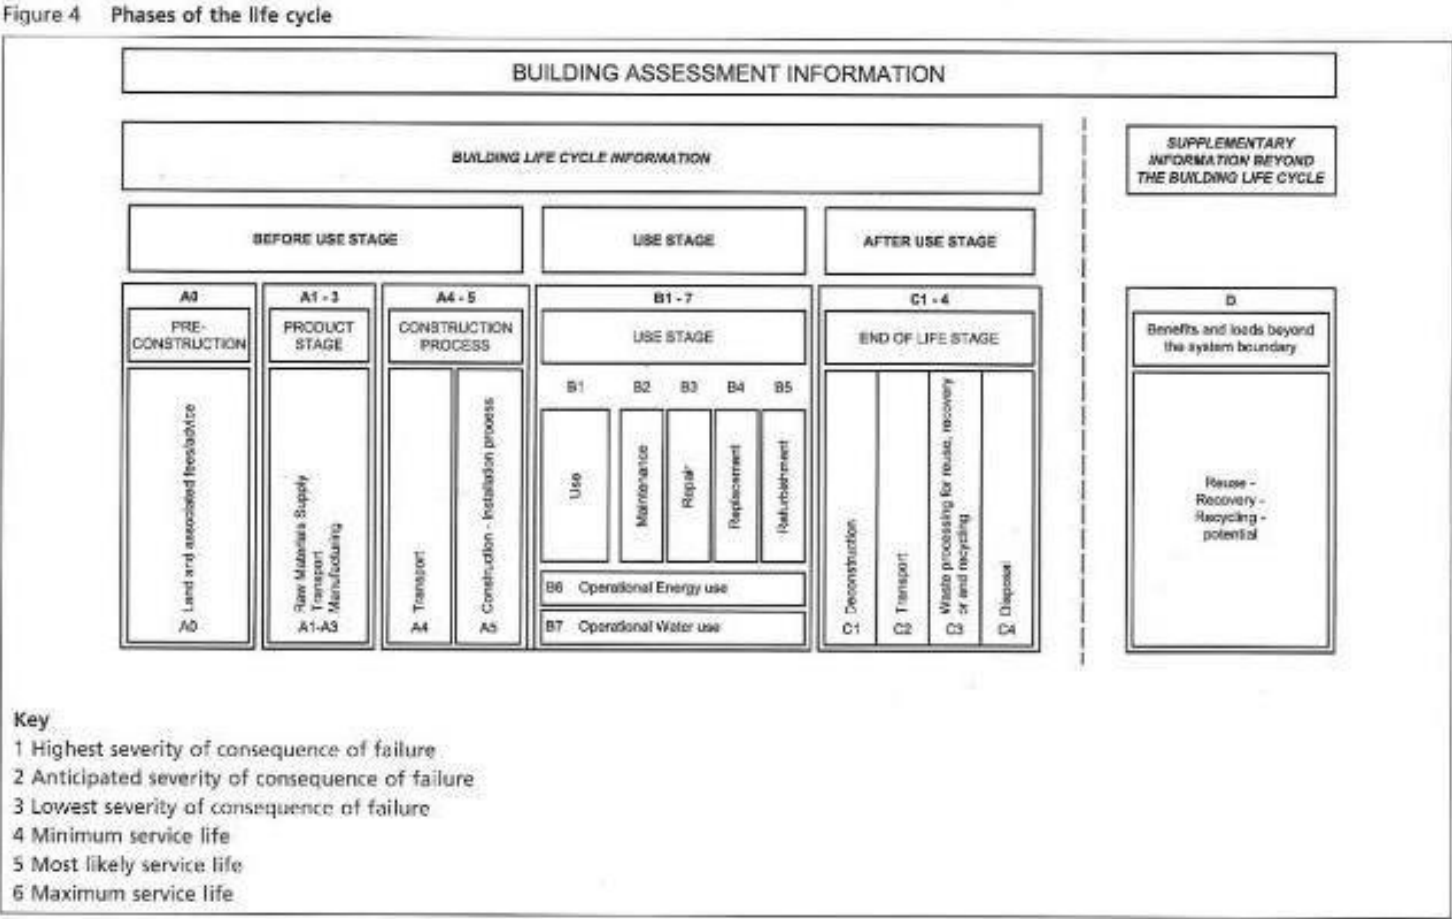 Figure 4 Phases of the life cycle
BUILDING ASSESSMENT INFORMATION
BUILDING LIFE CYCLE INFORMATION
SUPPLEMENTARY
INFORMATION BEYOND
THE BUILDING LIFE CYCLE
BEFORE USE STAGE
USE STAGE
AFTER USE STAGE
A0
PRE-
CONSTRUCTION
Land and associated fees/advice
A0
A1 - 3
PRODUCT
STAGE
Raw Materials Supply
Transport
Manufacturing
A1-A3
A4 - 5
CONSTRUCTION
PROCESS
Transport
A4
Construction - Installation process
A5
B1 - 7
USE STAGE
B1
Use
B2
Maintenance
B3
Repair
B4
Replacement
B5
Refurbishment
B6 Operational Energy use
B7 Operational Water use
C1 - 4
END OF LIFE STAGE
Deconstruction
C1
Transport
C2
Waste processing for reuse, recovery
or and recycling
C3
Disposal
C4
D
Benefits and loads beyond
the system boundary
Reuse -
Recovery -
Recycling -
potential
Key
1 Highest severity of consequence of failure
2 Anticipated severity of consequence of failure
3 Lowest severity of consequence of failure
4 Minimum service life
5 Most likely service life
6 Maximum service life